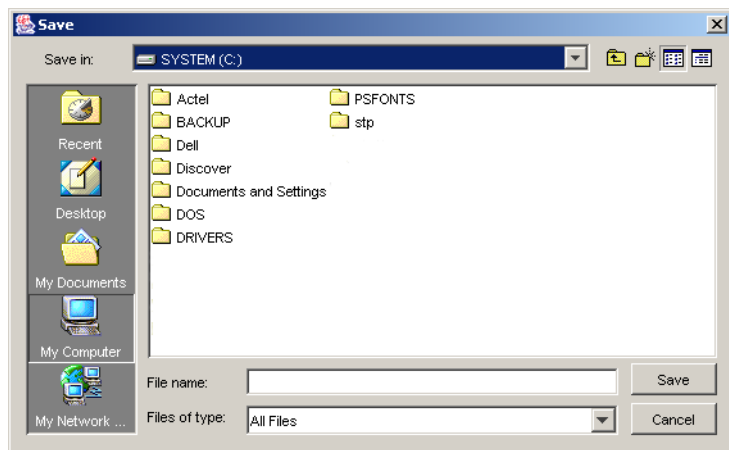 Save
Save in: SYSTEM (C:)
Recent
Desktop
My Documents
My Computer
My Network ...
Actel
BACKUP
Dell
Discover
Documents and Settings
DOS
DRIVERS
PSFONTS
stp
File name: Save
Files of type: All Files Cancel